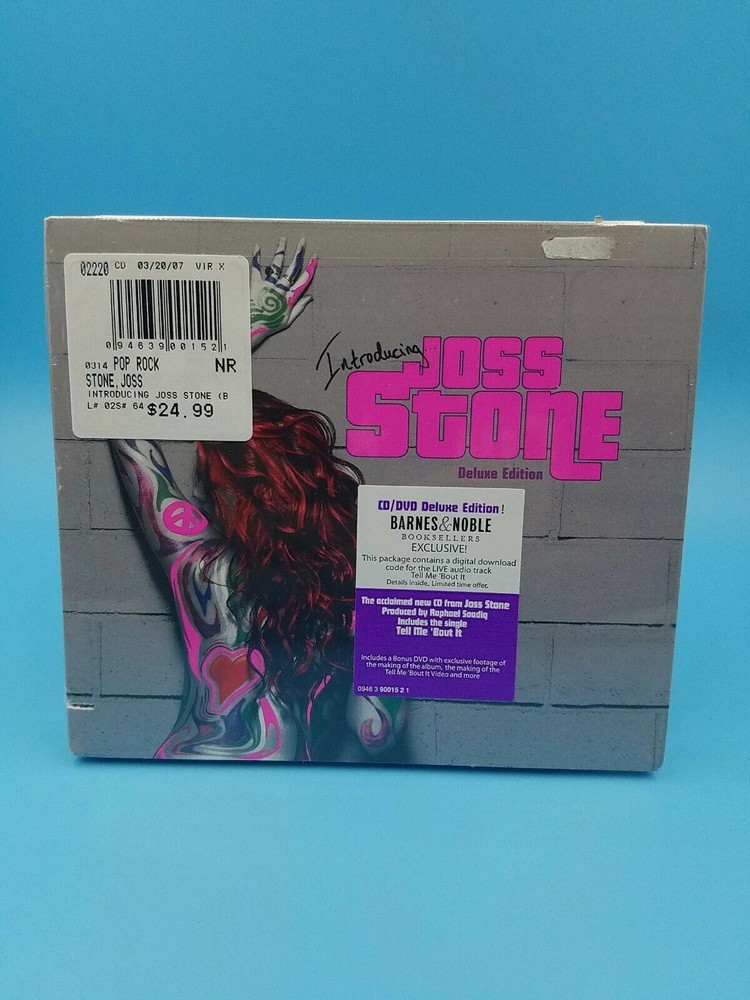 02220 CD 03/20/07 VIR X
0 94639 00152 1
0314 POP ROCK NR
STONE,JOSS
INTRODUCING JOSS STONE (B
L# 02S# 64 $24.99
Introducing...
JOSS
STONE
Deluxe Edition
CD/DVD Deluxe Edition!
BARNES&NOBLE
BOOKSELLERS
EXCLUSIVE!
This package contains a digital download
code for the LIVE audio track
Tell Me 'Bout It
Details inside. Limited time offer.
The acclaimed new CD from Joss Stone
Produced by Raphael Saadiq
Includes the single
Tell Me 'Bout It
Includes a Bonus DVD with exclusive footage of
the making of the album, the making of the
Tell Me 'Bout It Video and more
0946 3 90015 2 1